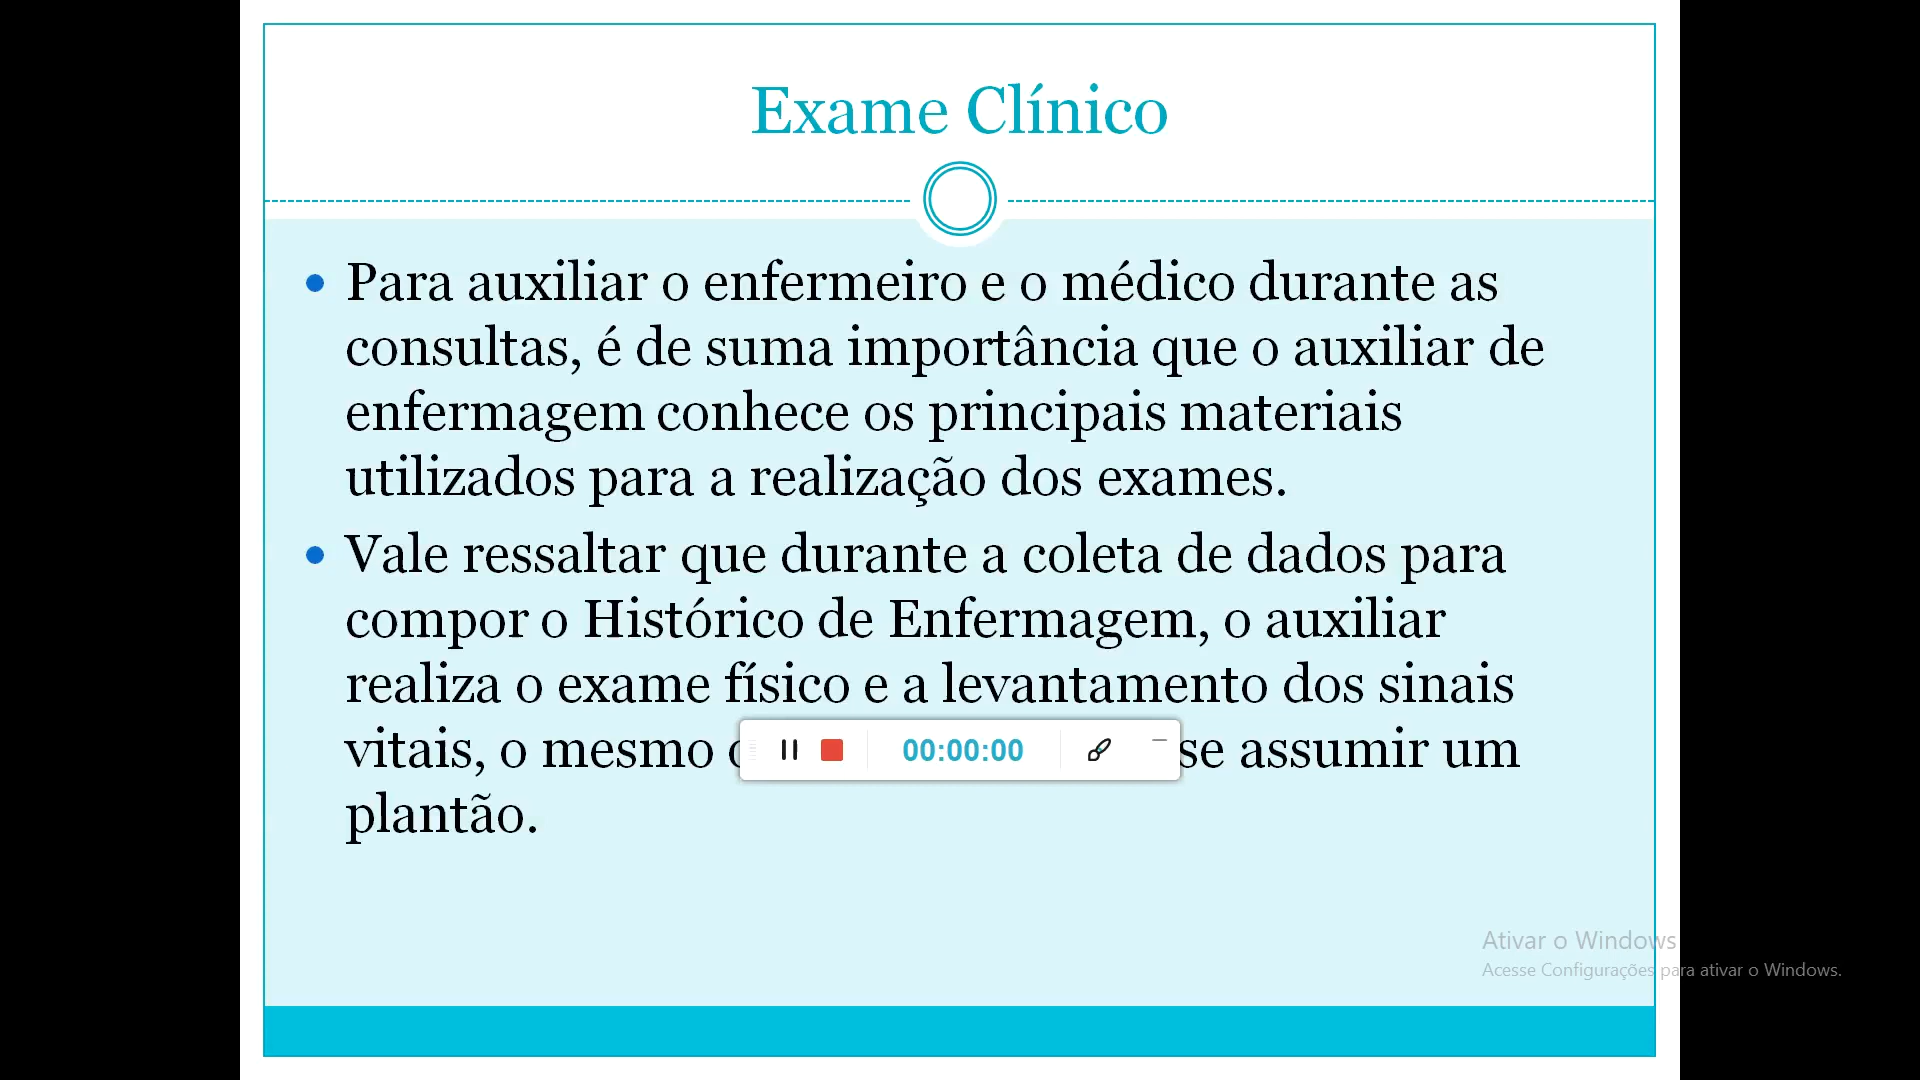 Exame Clínico
Para auxiliar o enfermeiro e o médico durante as
consultas, é de suma importância que o auxiliar de
enfermagem conhece os principais materiais
utilizados para a realização dos exames.
Vale ressaltar que durante a coleta de dados para
compor o Histórico de Enfermagem, o auxiliar
realiza o exame físico e a levantamento dos sinais
vitais, o mesmo se assumir um
00:00:00
plantão.
Ativar o Windows
Acesse Configurações para ativar o Windows.